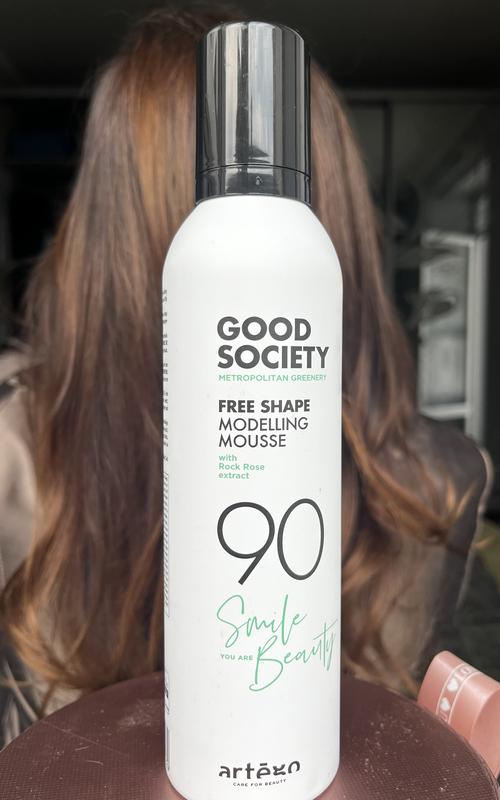 GOOD
SOCIETY
METROPOLITAN GREENERY
FREE SHAPE
MODELLING
MOUSSE
with
Rock Rose
extract
90
Smile
YOU ARE Beauty
artègo
CARE FOR BEAUTY